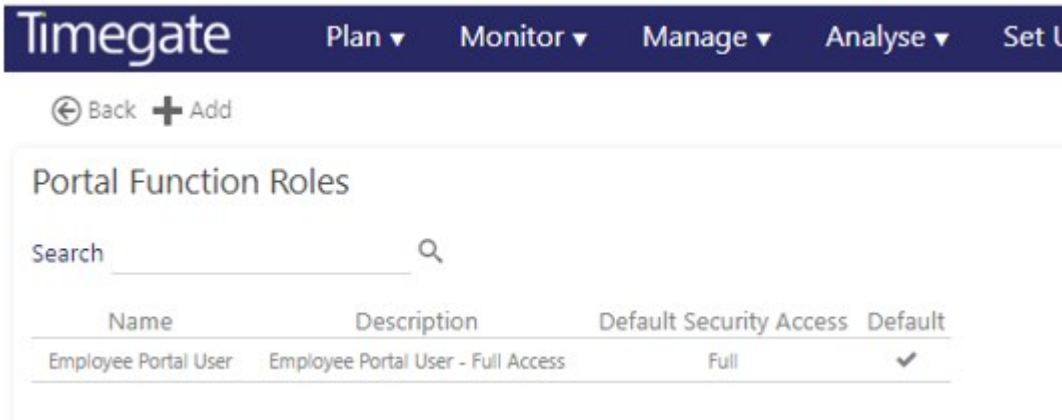 Timegate Plan ▼ Monitor ▼ Manage ▼ Analyse ▼ Set
Back Add
Portal Function Roles
Search
Name Description Default Security Access Default
Employee Portal User Employee Portal User - Full Access Full ✓